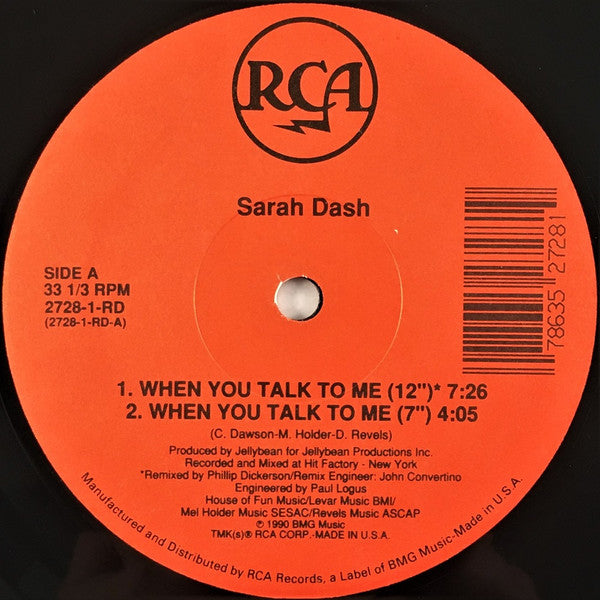 RCA
Sarah Dash
SIDE A
33 1/3 RPM
2728-1-RD
(2728-1-RD-A)
78635 27281
1. WHEN YOU TALK TO ME (12")* 7:26
2. WHEN YOU TALK TO ME (7") 4:05
(C. Dawson-M. Holder-D. Revels)
Produced by Jellybean for Jellybean Productions Inc.
Recorded and Mixed at Hit Factory - New York
*Remixed by Phillip Dickerson/Remix Engineer: John Convertino
Engineered by Paul Logus
House of Fun Music/Levar Music BMI/
Mel Holder Music SESAC/Revels Music ASCAP
℗ 1990 BMG Music
TMK(s)® RCA CORP.-MADE IN U.S.A.
Manufactured and Distributed by RCA Records, a Label of BMG Music-Made in U.S.A.